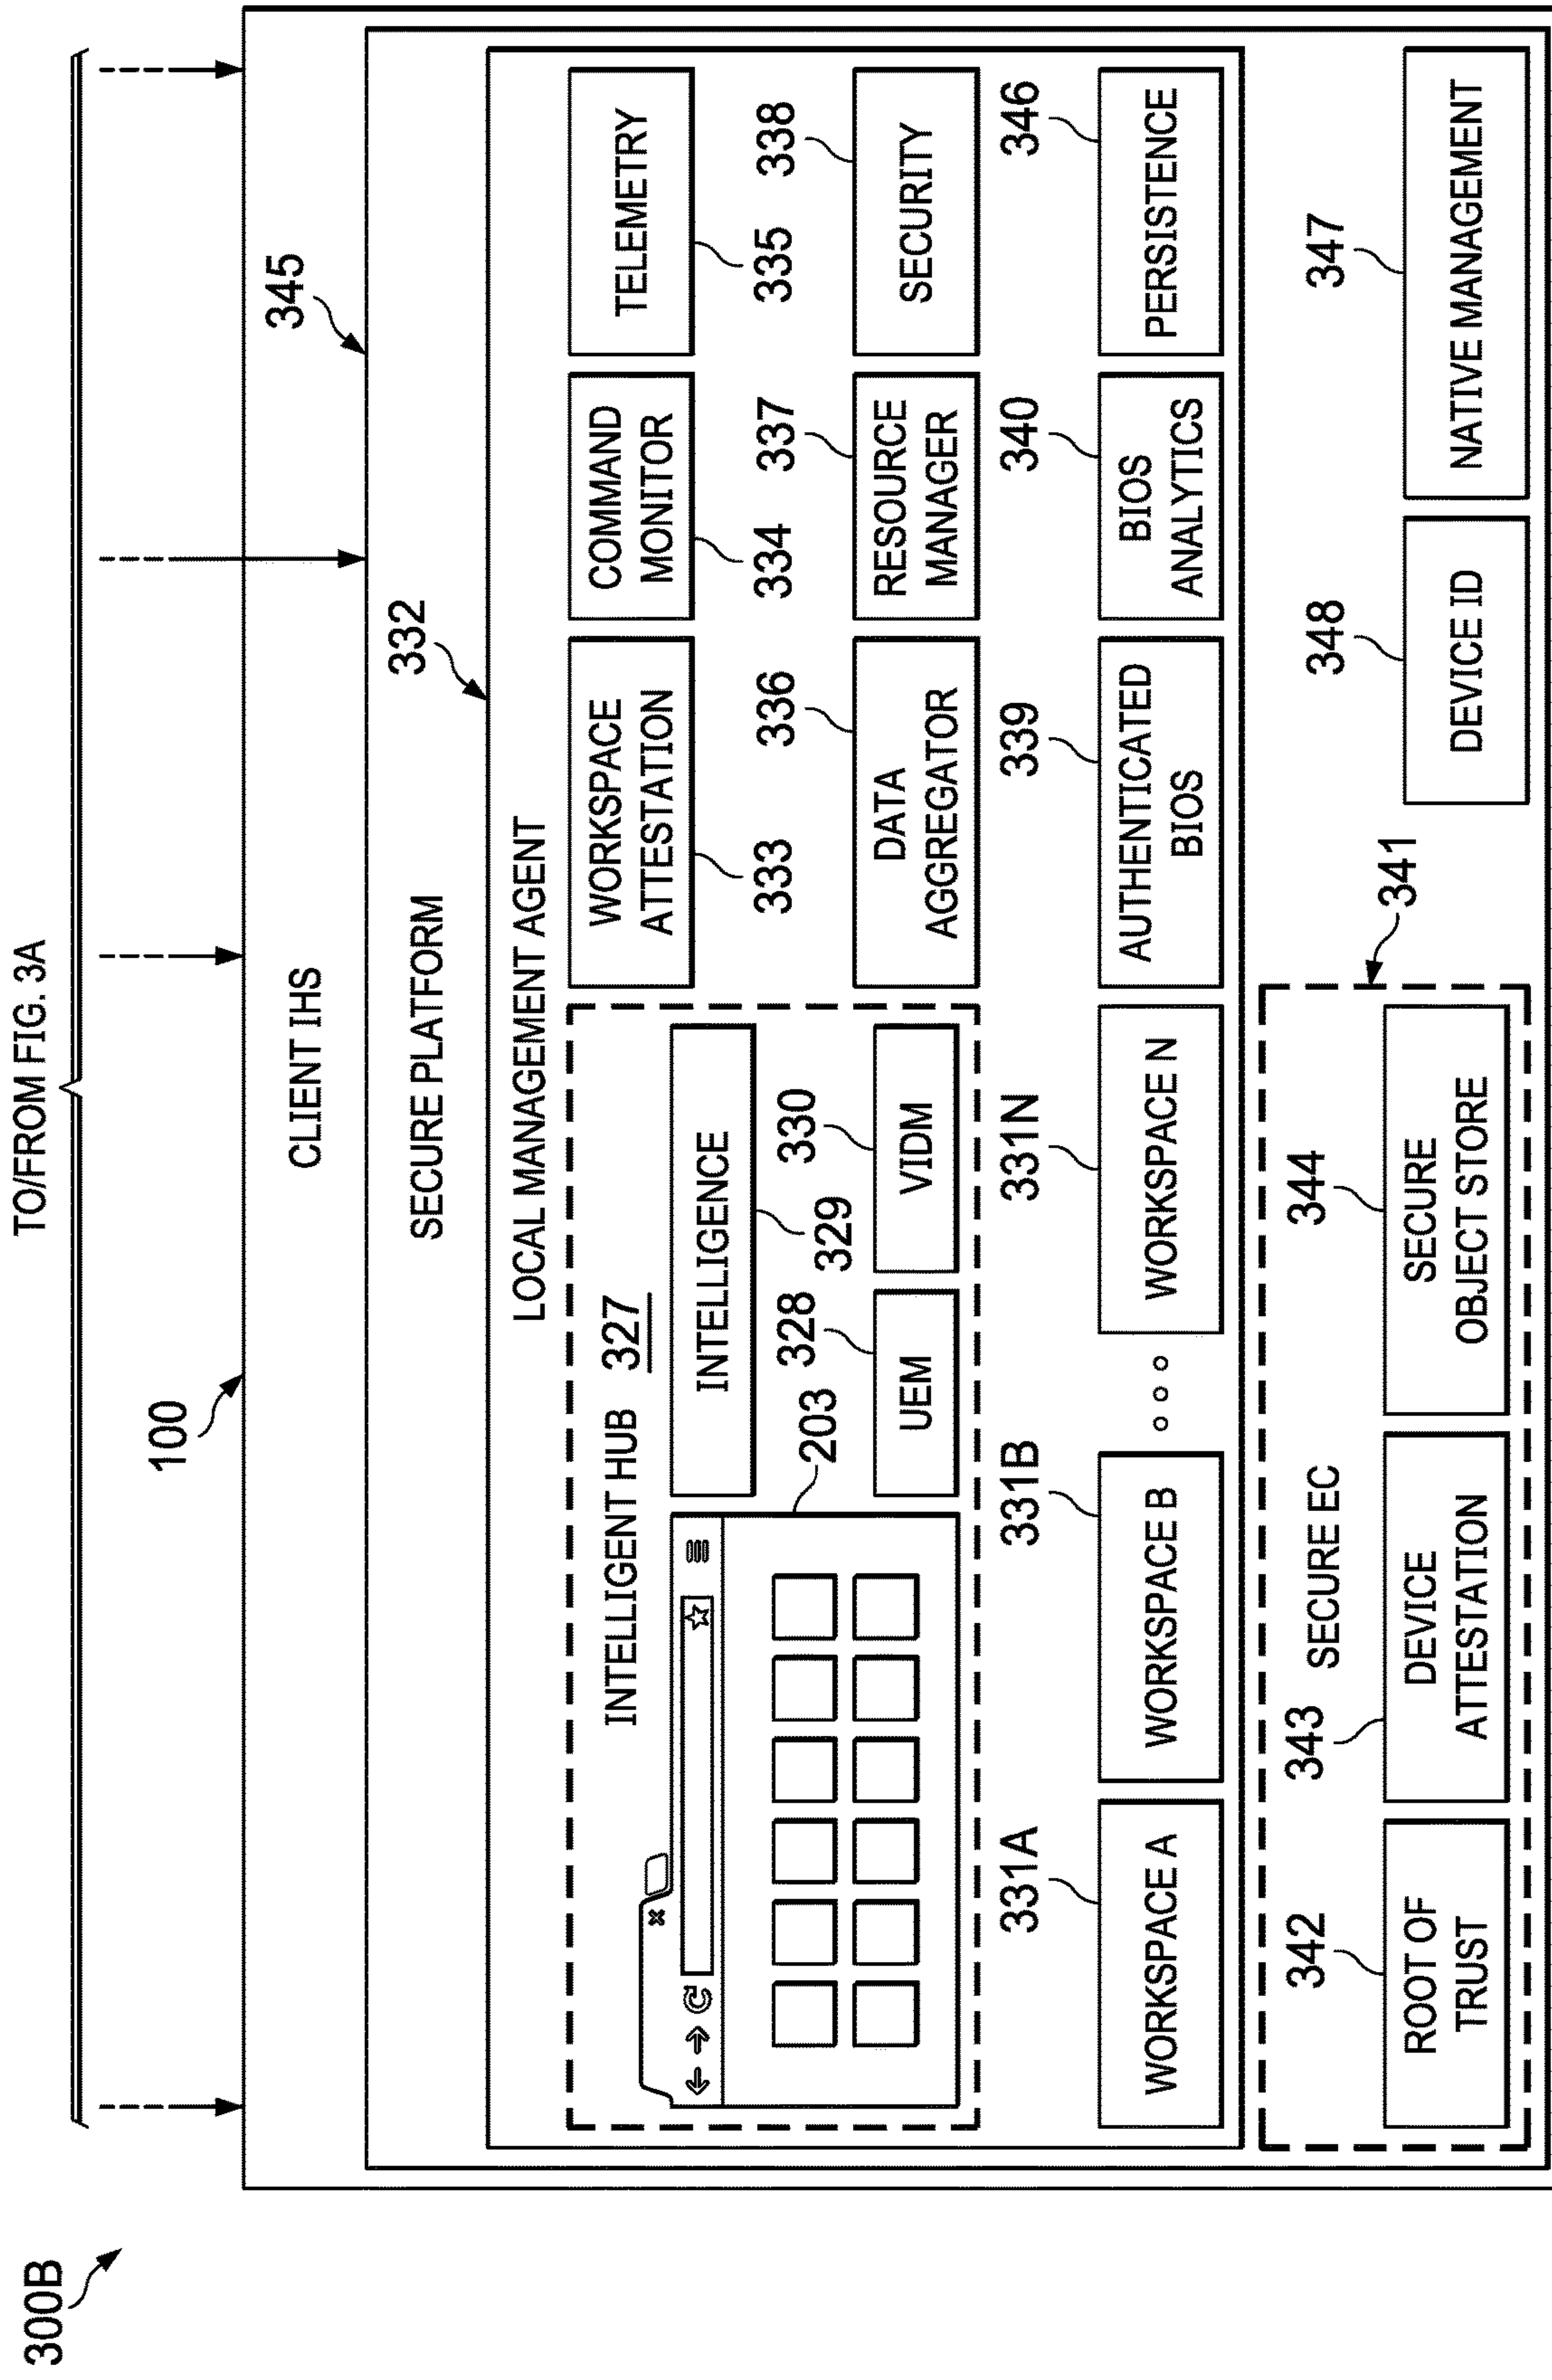 300B
TO/FROM FIG. 3A
100
CLIENT IHS
345
SECURE PLATFORM
332
LOCAL MANAGEMENT AGENT
INTELLIGENT HUB 327
INTELLIGENCE
329
203
328
UEM
330
VIDM
WORKSPACE
ATTESTATION
333
COMMAND
MONITOR
334
TELEMETRY
335
336
DATA
AGGREGATOR
337
RESOURCE
MANAGER
338
SECURITY
331A
WORKSPACE A
331B
WORKSPACE B
331N
WORKSPACE N
339
AUTHENTICATED
BIOS
340
BIOS
ANALYTICS
346
PERSISTENCE
341
SECURE EC
342
ROOT OF
TRUST
343
DEVICE
ATTESTATION
344
SECURE
OBJECT STORE
348
DEVICE ID
347
NATIVE MANAGEMENT